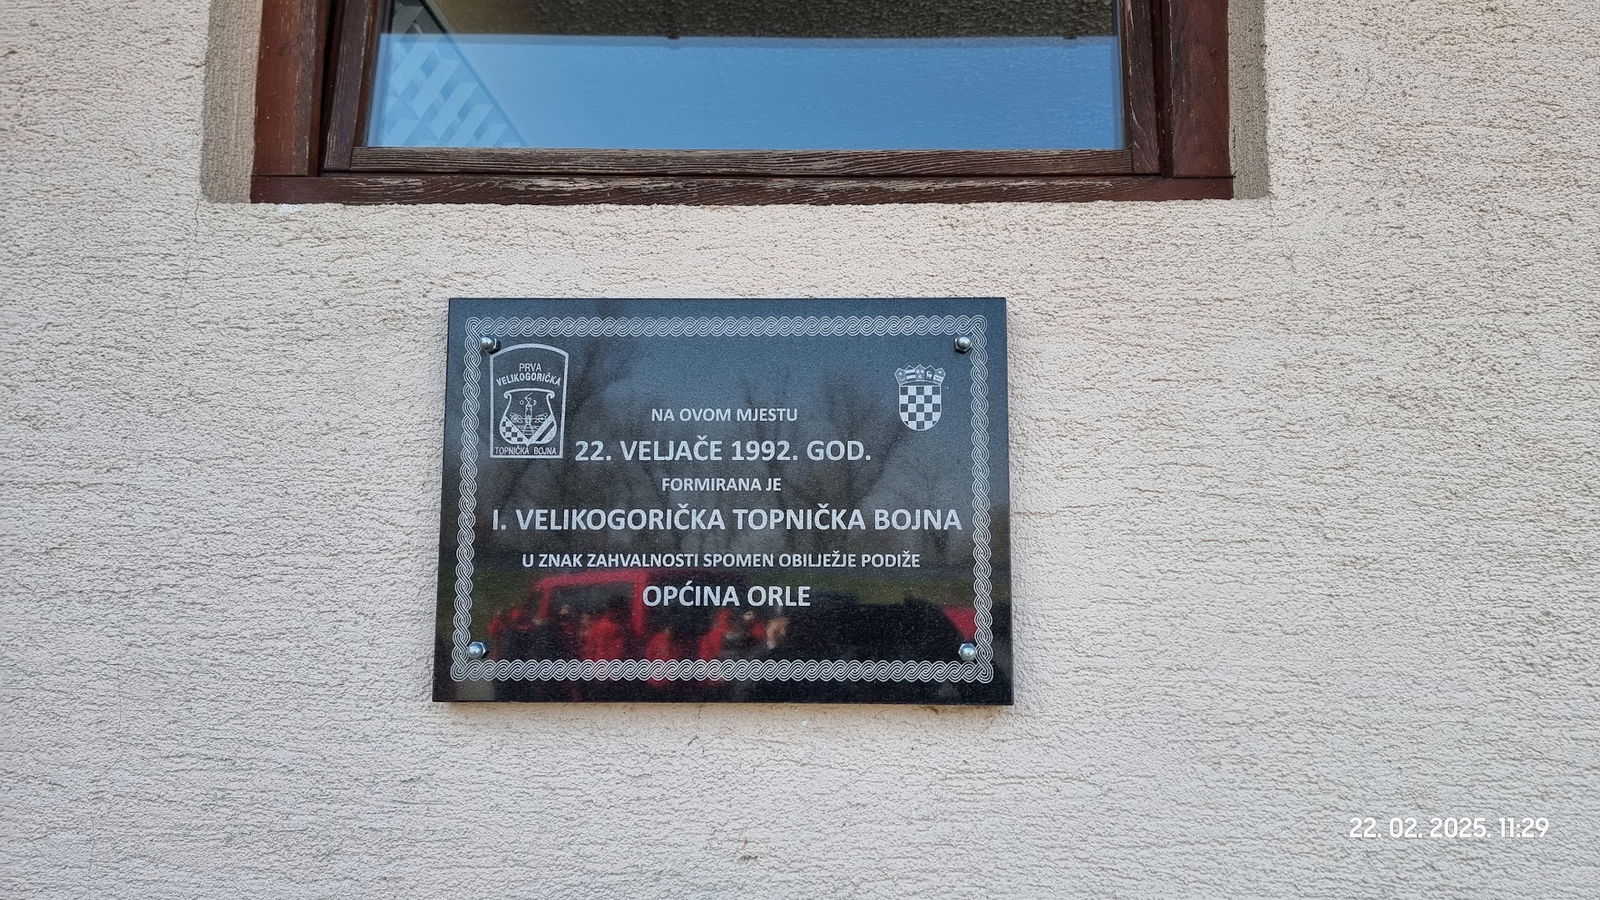 PRVA
VELIKOGORIČKA
TOPNIČKA BOJNA
NA OVOM MJESTU
22. VELJAČE 1992. GOD.
FORMIRANA JE
I. VELIKOGORIČKA TOPNIČKA BOJNA
U ZNAK ZAHVALNOSTI SPOMEN OBILJEŽJE PODIŽE
OPĆINA ORLE
22. 02. 2025. 11:29